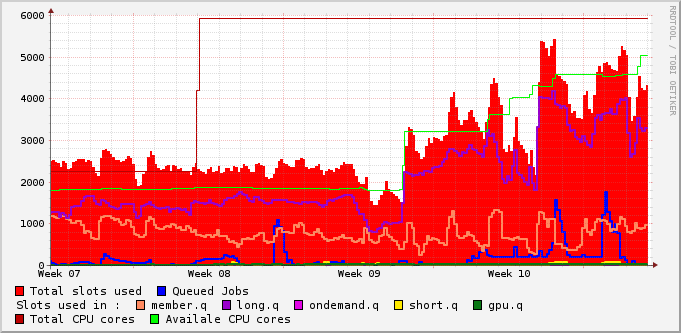 6000
5000
4000
3000
2000
1000
0
Week 07 Week 08 Week 09 Week 10
RRDTOOL / TOBI OETIKER
Total slots used Queued Jobs
Slots used in : member.q long.q ondemand.q short.q gpu.q
Total CPU cores Availale CPU cores